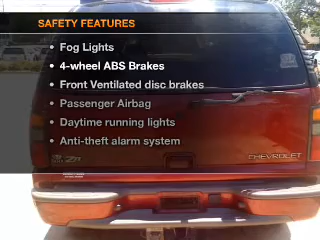 SAFETY FEATURES
• Fog Lights
• 4-wheel ABS Brakes
• Front Ventilated disc brakes
• Passenger Airbag
• Daytime running lights
• Anti-theft alarm system
Z71
CHEVROLET